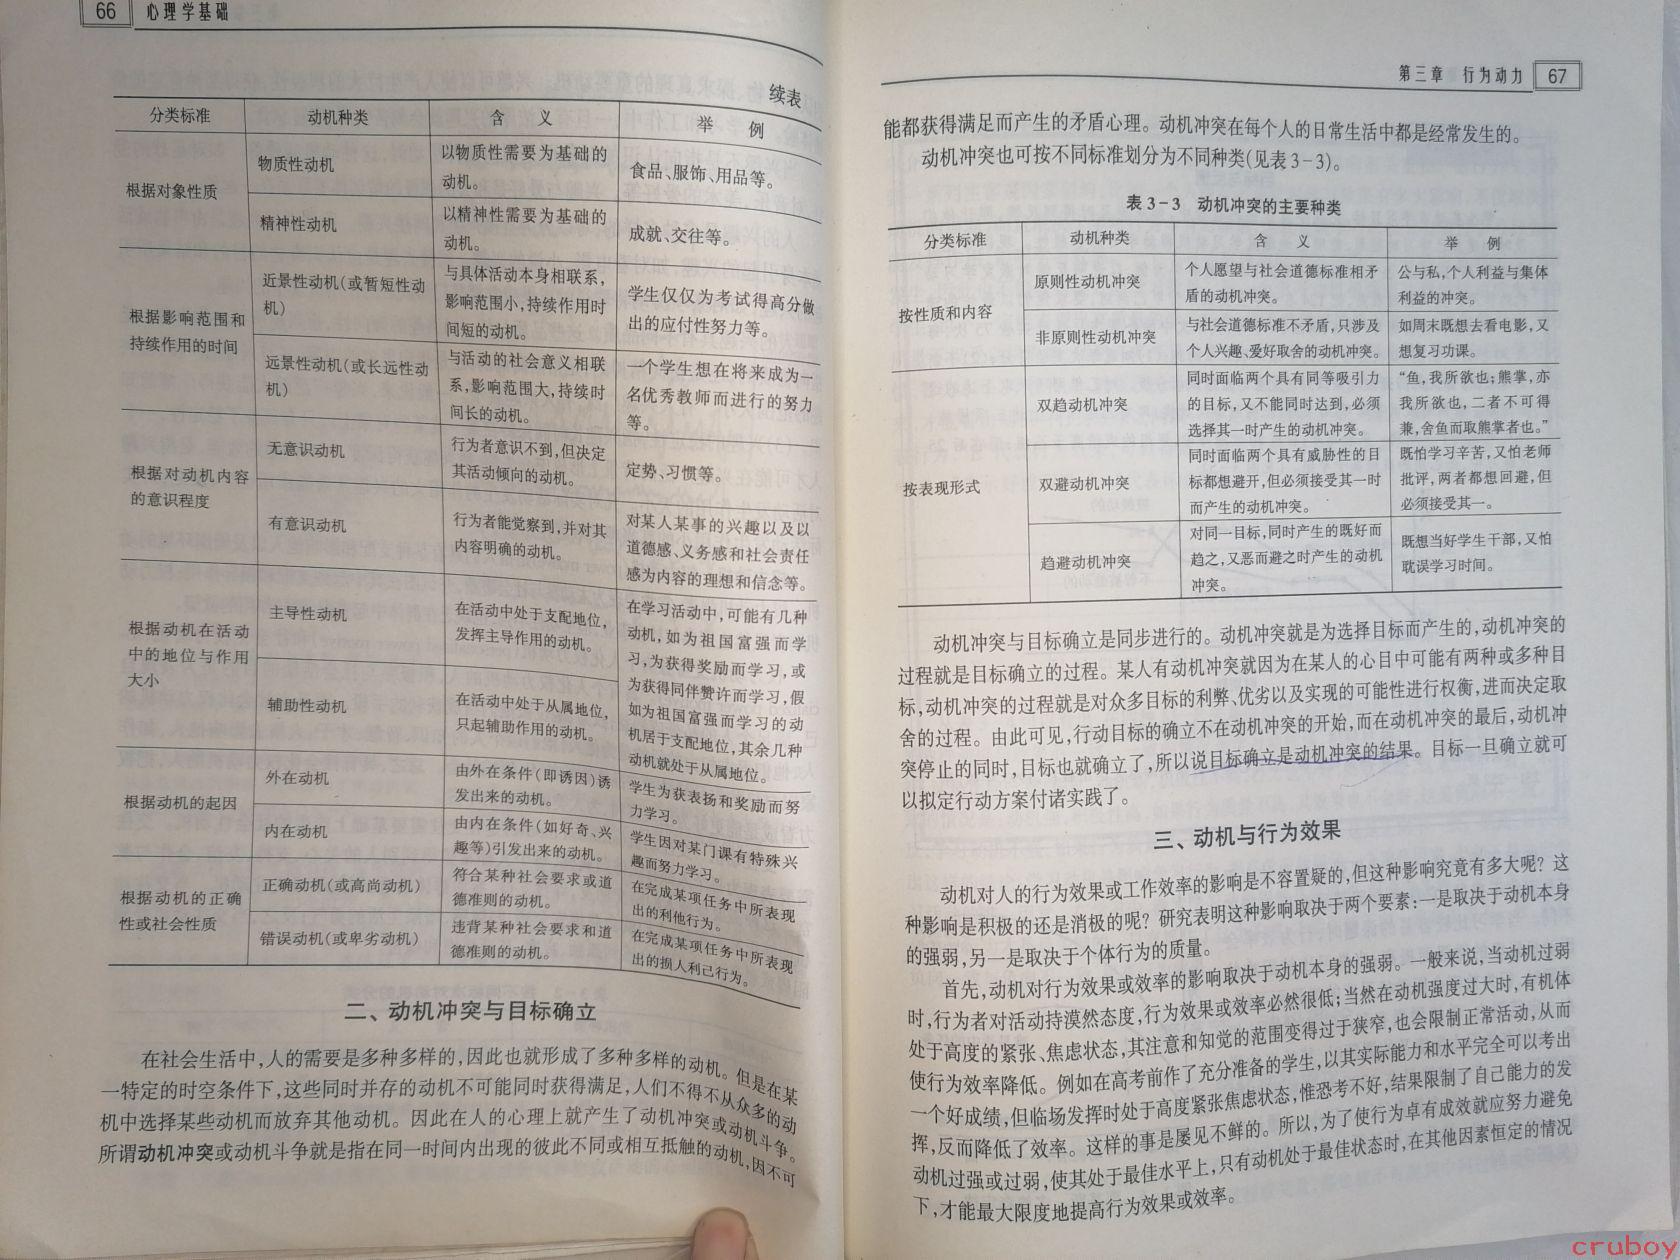 66 心理学基础
续表
分类标准 动机种类 含 义 举 例
根据对象性质
物质性动机
以物质性需要为基础的
动机。
食品、服饰、用品等。
精神性动机
以精神性需要为基础的
动机。
成就、交往等。
根据影响范围和
持续作用的时间
近景性动机(或暂短性动
机)
与具体活动本身相联系,
影响范围小,持续作用时
间短的动机。
学生仅仅为考试得高分做
出的应付性努力等。
远景性动机(或长远性动
机)
与活动的社会意义相联
系,影响范围大,持续时
间长的动机。
一个学生想在将来成为一
名优秀教师而进行的努力
等。
根据对动机内容
的意识程度
无意识动机
行为者意识不到,但决定
其活动倾向的动机。
定势、习惯等。
有意识动机
行为者能觉察到,并对其
内容明确的动机。
对某人某事的兴趣以及以
道德感、义务感和社会责任
感为内容的理想和信念等。
根据动机在活动
中的地位与作用
大小
主导性动机
在活动中处于支配地位,
发挥主导作用的动机。
辅助性动机
在活动中处于从属地位,
只起辅助作用的动机。
在学习活动中,可能有几种
动机,如为祖国富强而学
习,为获得奖励而学习,或
为获得同伴赞许而学习,假
如为祖国富强而学习的动
机居于支配地位,其余几种
动机就处于从属地位。
根据动机的起因
外在动机
由外在条件(即诱因)诱
发出来的动机。
学生为获表扬和奖励而努
力学习。
内在动机
由内在条件(如好奇、兴
趣等)引发出来的动机。
学生因对某门课有特殊兴
趣而努力学习。
根据动机的正确
性或社会性质
正确动机(或高尚动机)
符合某种社会要求或道
德准则的动机。
在完成某项任务中所表现
出的利他行为。
错误动机(或卑劣动机)
违背某种社会要求和道
德准则的动机。
在完成某项任务中所表现
出的损人利己行为。
二、动机冲突与目标确立
在社会生活中,人的需要是多种多样的,因此也就形成了多种多样的动机。但是在某
一特定的时空条件下,这些同时并存的动机不可能同时获得满足,人们不得不从众多的动
机中选择某些动机而放弃其他动机。因此在人的心理上就产生了动机冲突或动机斗争。
所谓动机冲突或动机斗争就是指在同一时间内出现的彼此不同或相互抵触的动机,因不可
第三章 行为动力 67
能都获得满足而产生的矛盾心理。动机冲突在每个人的日常生活中都是经常发生的。
动机冲突也可按不同标准划分为不同种类(见表3-3)。
表3-3 动机冲突的主要种类
分类标准 动机种类 含 义 举 例
按性质和内容
原则性动机冲突
个人愿望与社会道德标准相矛
盾的动机冲突。
公与私,个人利益与集体
利益的冲突。
非原则性动机冲突
与社会道德标准不矛盾,只涉及
个人兴趣、爱好取舍的动机冲突。
如周末既想去看电影,又
想复习功课。
按表现形式
双趋动机冲突
同时面临两个具有同等吸引力
的目标,又不能同时达到,必须
选择其一时产生的动机冲突。
“鱼,我所欲也;熊掌,亦
我所欲也,二者不可得
兼,舍鱼而取熊掌者也。”
双避动机冲突
同时面临两个具有威胁性的目
标都想避开,但必须接受其一时
而产生的动机冲突。
既怕学习辛苦,又怕老师
批评,两者都想回避,但
必须接受其一。
趋避动机冲突
对同一目标,同时产生的既好而
趋之,又恶而避之时产生的动机
冲突。
既想当好学生干部,又怕
耽误学习时间。
动机冲突与目标确立是同步进行的。动机冲突就是为选择目标而产生的,动机冲突的
过程就是目标确立的过程。某人有动机冲突就因为在某人的心目中可能有两种或多种目
标,动机冲突的过程就是对众多目标的利弊、优劣以及实现的可能性进行权衡,进而决定取
舍的过程。由此可见,行动目标的确立不在动机冲突的开始,而在动机冲突的最后,动机冲
突停止的同时,目标也就确立了,所以说目标确立是动机冲突的结果。目标一旦确立就可
以拟定行动方案付诸实践了。
三、动机与行为效果
动机对人的行为效果或工作效率的影响是不容置疑的,但这种影响究竟有多大呢?这
种影响是积极的还是消极的呢?研究表明这种影响取决于两个要素:一是取决于动机本身
的强弱,另一是取决于个体行为的质量。
首先,动机对行为效果或效率的影响取决于动机本身的强弱。一般来说,当动机过弱
时,行为者对活动持漠然态度,行为效果或效率必然很低;当然在动机强度过大时,有机体
处于高度的紧张、焦虑状态,其注意和知觉的范围变得过于狭窄,也会限制正常活动,从而
使行为效率降低。例如在高考前作了充分准备的学生,以其实际能力和水平完全可以考出
一个好成绩,但临场发挥时处于高度紧张焦虑状态,惟恐考不好,结果限制了自己能力的发
挥,反而降低了效率。这样的事是屡见不鲜的。所以,为了使行为卓有成效就应努力避免
动机过强或过弱,使其处于最佳水平上,只有动机处于最佳状态时,在其他因素恒定的情况
下,才能最大限度地提高行为效果或效率。
cruboy